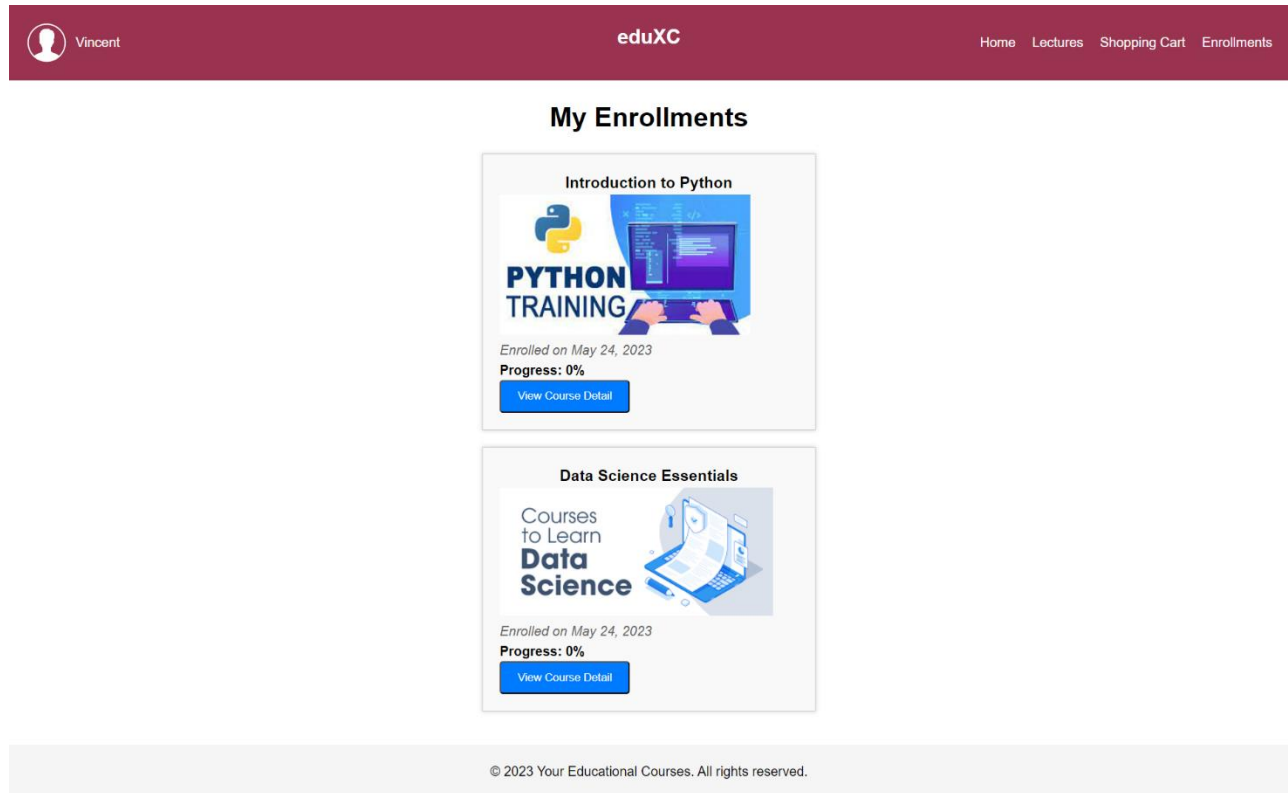 Vincent
eduXC
Home Lectures Shopping Cart Enrollments
My Enrollments
Introduction to Python
PYTHON
TRAINING
Enrolled on May 24, 2023
Progress: 0%
View Course Detail
Data Science Essentials
Courses
to Learn
Data
Science
Enrolled on May 24, 2023
Progress: 0%
View Course Detail
© 2023 Your Educational Courses. All rights reserved.